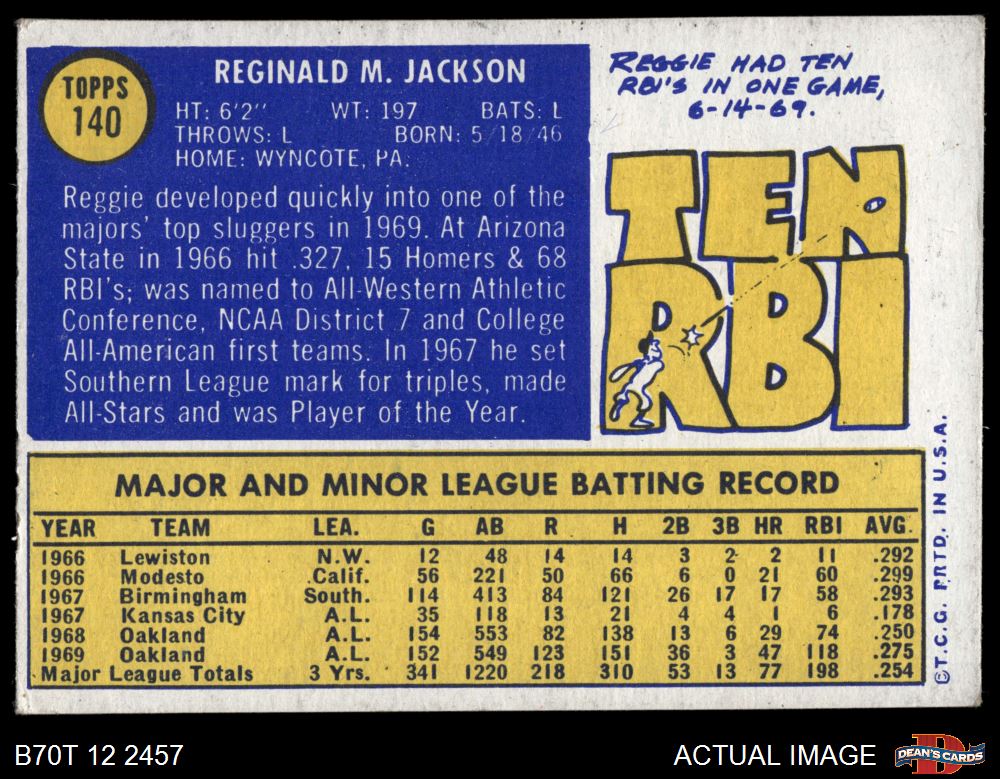 TOPPS
140
REGINALD M. JACKSON
HT: 6'2'' WT: 197 BATS: L
THROWS: L BORN: 5/18/46
HOME: WYNCOTE, PA.
Reggie developed quickly into one of the
majors' top sluggers in 1969. At Arizona
State in 1966 hit .327, 15 Homers & 68
RBI's; was named to All-Western Athletic
Conference, NCAA District 7 and College
All-American first teams. In 1967 he set
Southern League mark for triples, made
All-Stars and was Player of the Year.
REGGIE HAD TEN
RBI'S IN ONE GAME,
6-14-69.
TEN
RBI
MAJOR AND MINOR LEAGUE BATTING RECORD
YEAR TEAM LEA. G AB R H 2B 3B HR RBI AVG.
1966 Lewiston N.W. 12 48 14 14 3 2 2 11 .292
1966 Modesto Calif. 56 221 50 66 6 0 21 60 .299
1967 Birmingham South. 114 413 84 121 26 17 17 58 .293
1967 Kansas City A.L. 35 118 13 21 4 4 1 6 .178
1968 Oakland A.L. 154 553 82 138 13 6 29 74 .250
1969 Oakland A.L. 152 549 123 151 36 3 47 118 .275
Major League Totals 3 Yrs. 341 1220 218 310 53 13 77 198 .254
©T.C.G. PRTD. IN U.S.A.
B70T 12 2457
ACTUAL IMAGE
D
DEAN'S CARDS